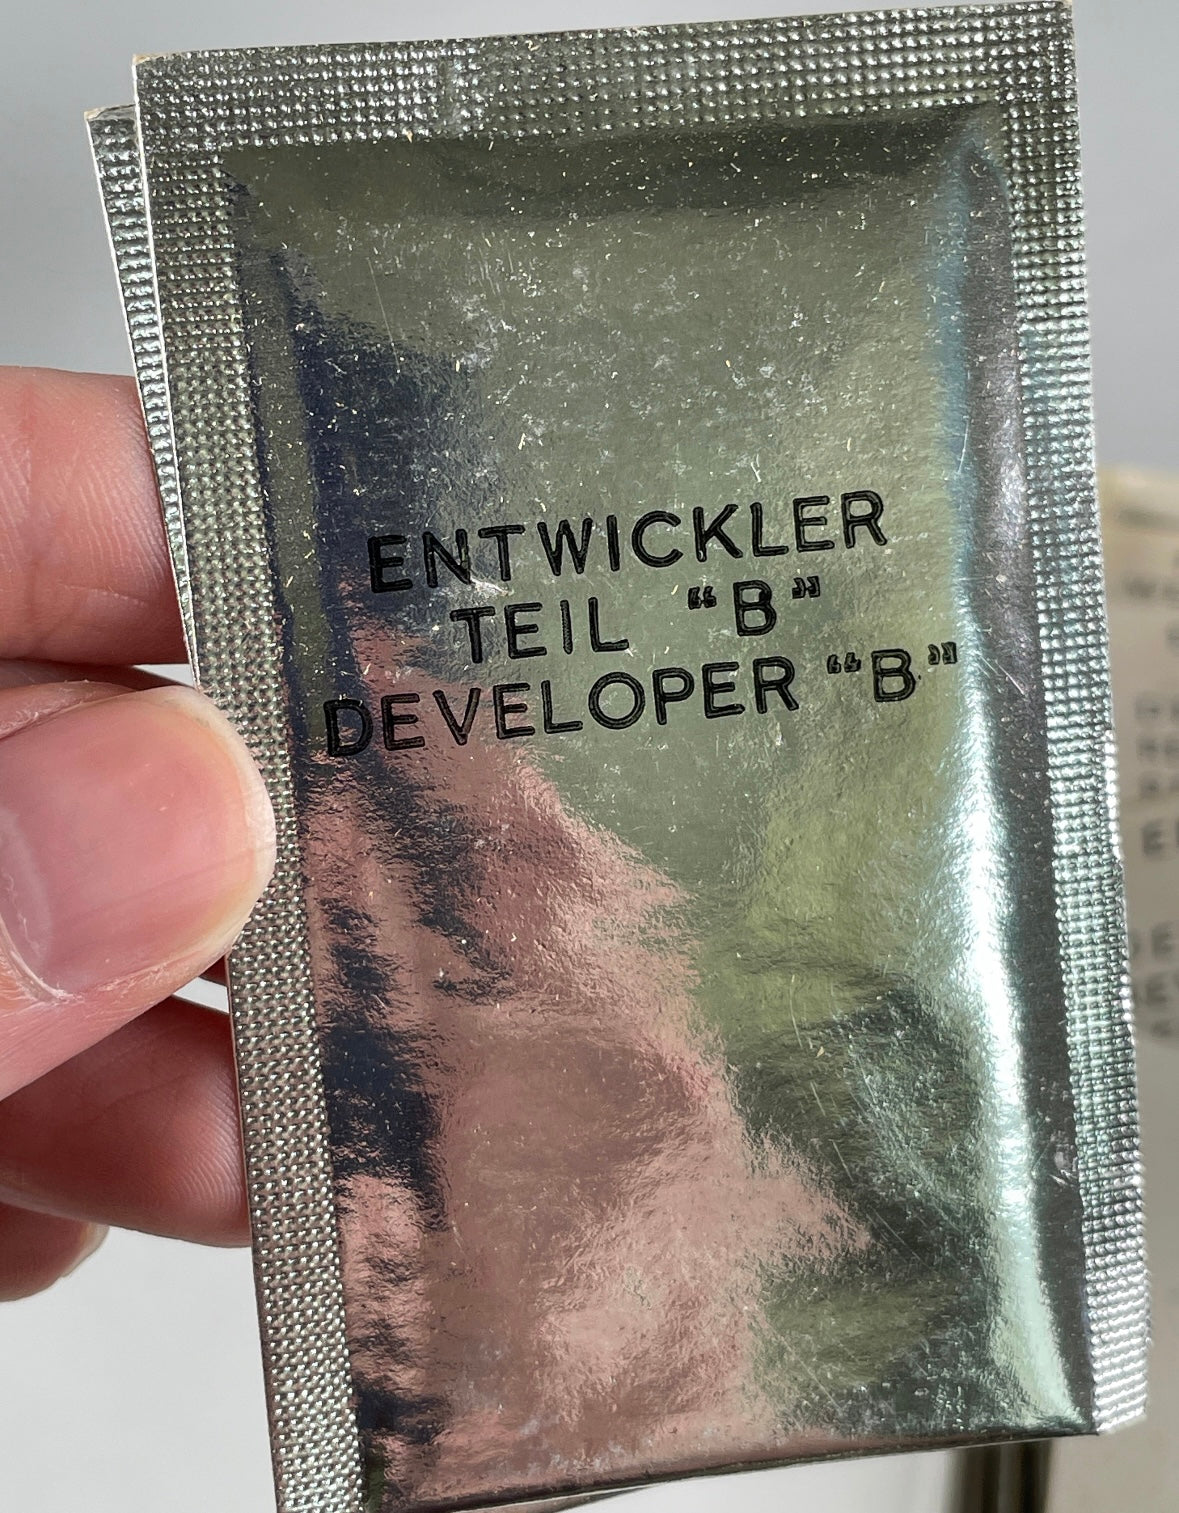 ENTWICKLER
TEIL “B”
DEVELOPER “B”